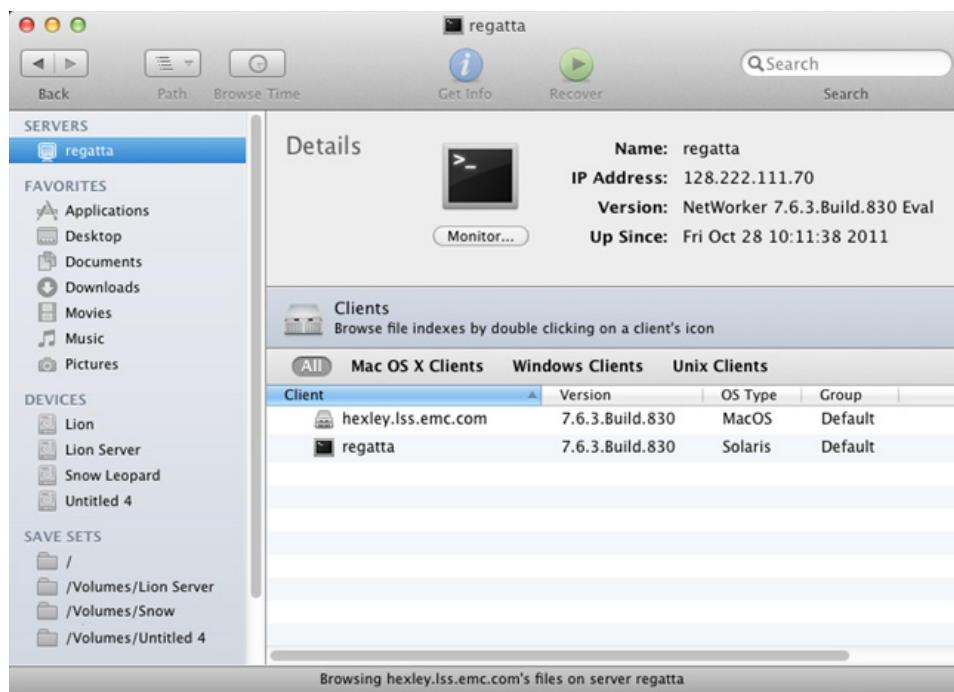 regatta
Back
Path
Browse Time
Get Info
Recover
Search
Search
SERVERS
regatta
FAVORITES
Applications
Desktop
Documents
Downloads
Movies
Music
Pictures
DEVICES
Lion
Lion Server
Snow Leopard
Untitled 4
SAVE SETS
/
/Volumes/Lion Server
/Volumes/Snow
/Volumes/Untitled 4
Details
>_
Monitor...
Name: regatta
IP Address: 128.222.111.70
Version: NetWorker 7.6.3.Build.830 Eval
Up Since: Fri Oct 28 10:11:38 2011
Clients
Browse file indexes by double clicking on a client's icon
All Mac OS X Clients Windows Clients Unix Clients
Client Version OS Type Group
hexley.lss.emc.com 7.6.3.Build.830 MacOS Default
regatta 7.6.3.Build.830 Solaris Default
Browsing hexley.lss.emc.com's files on server regatta